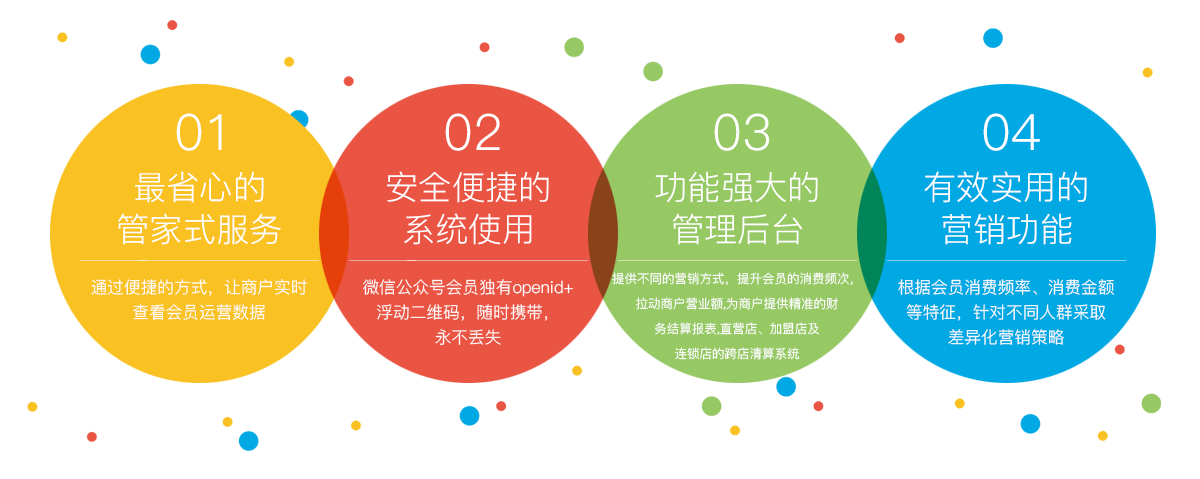 01
最省心的
管家式服务
通过便捷的方式，让商户实时
查看会员运营数据
02
安全便捷的
系统使用
微信公众号会员独有openid+
浮动二维码，随时携带，
永不丢失
03
功能强大的
管理后台
提供不同的营销方式，提升会员的消费频次，
拉动商户营业额,为商户提供精准的财
务结算报表,直营店、加盟店及
连锁店的跨店清算系统
04
有效实用的
营销功能
根据会员消费频率、消费金额
等特征，针对不同人群采取
差异化营销策略